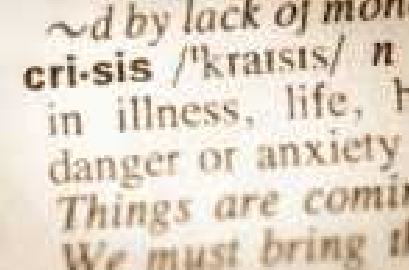 ~d by lack of mon
cri·sis /ˈkraɪsɪs/ n
in illness, life, h
danger or anxiety
Things are comin
We must bring th